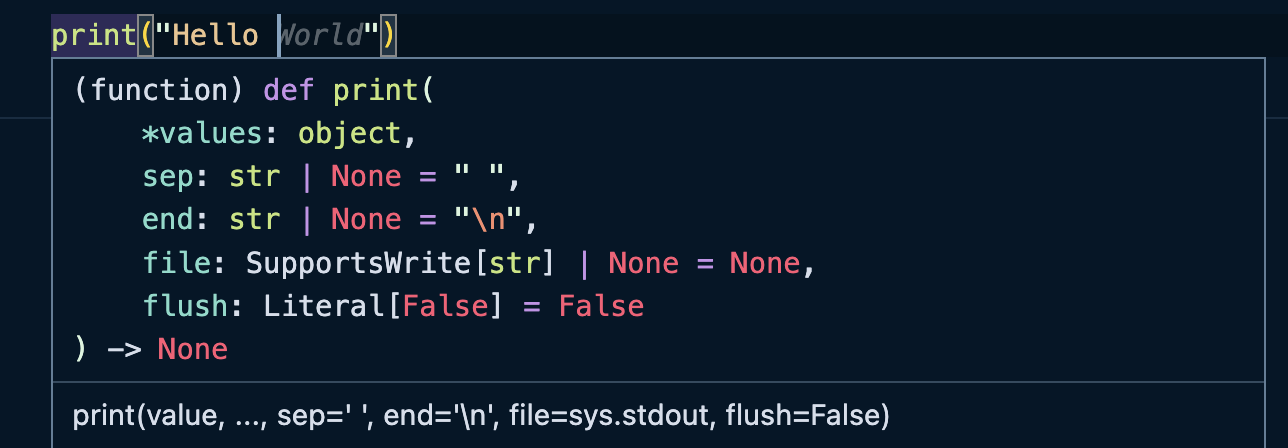 print("Hello World")
(function) def print(
    *values: object,
    sep: str | None = " ",
    end: str | None = "\n",
    file: SupportsWrite[str] | None = None,
    flush: Literal[False] = False
) -> None
print(value, ..., sep=' ', end='\n', file=sys.stdout, flush=False)